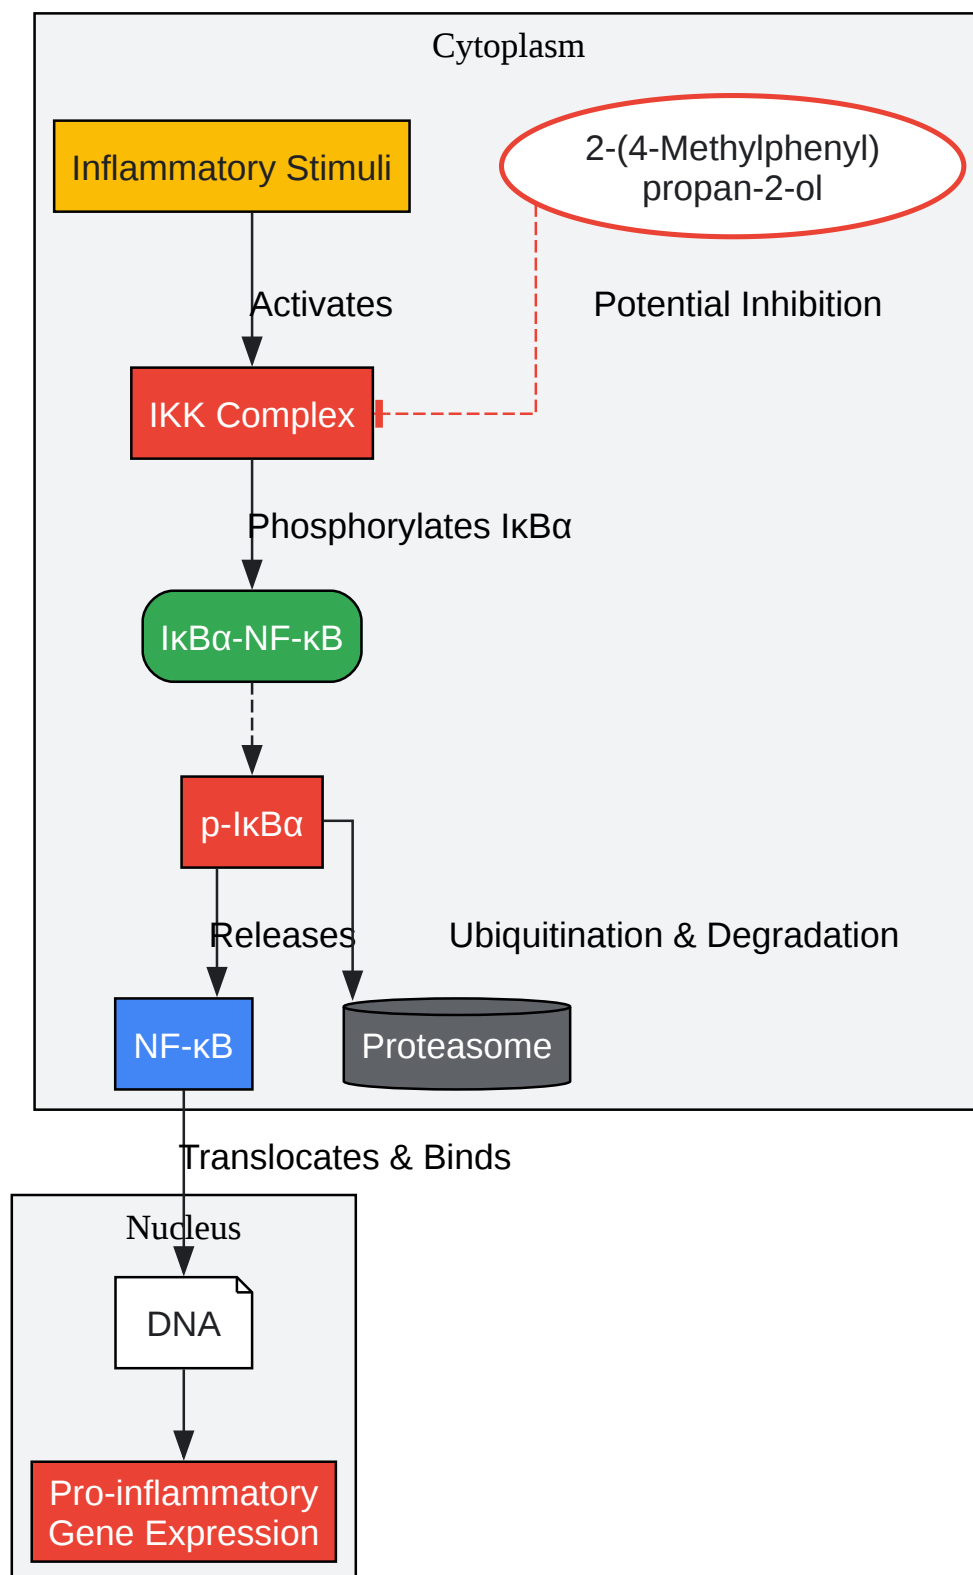 Cytoplasm
Inflammatory Stimuli
2-(4-Methylphenyl)
propan-2-ol
Activates
Potential Inhibition
IKK Complex
Phosphorylates IκBα
IκBα-NF-κB
p-IκBα
Releases
Ubiquitination & Degradation
NF-κB
Proteasome
Translocates & Binds
Nucleus
DNA
Pro-inflammatory
Gene Expression